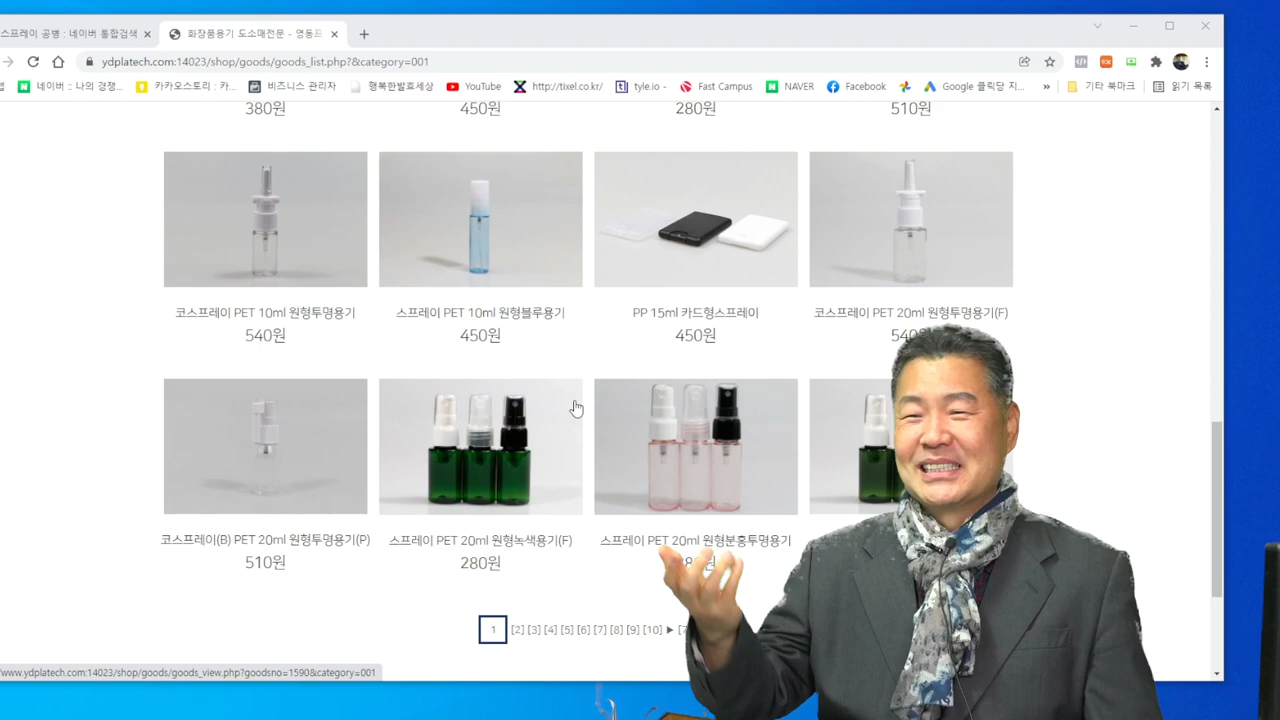 스프레이 공병 : 네이버 통합검색
화장품용기 도소매전문 - 영동프
ydplatech.com:14023/shop/goods/goods_list.php?&category=001
네이버 :: 나의 경쟁...
카카오스토리 : 카...
비즈니스 관리자
행복한발효세상
YouTube
http://tixel.co.kr/
tyle.io -
Fast Campus
NAVER
Facebook
Google 클릭당 지...
»
기타 북마크
읽기 목록
380원
450원
280원
510원
코스프레이 PET 10ml 원형투명용기
스프레이 PET 10ml 원형블루용기
PP 15ml 카드형스프레이
코스프레이 PET 20ml 원형투명용기(F)
540원
450원
450원
540
코스프레이(B) PET 20ml 원형투명용기(P)
스프레이 PET 20ml 원형녹색용기(F)
스프레이 PET 20ml 원형분홍투명용기
510원
280원
1 [2] [3] [4] [5] [6] [7] [8] [9] [10] ▶
/www.ydplatech.com:14023/shop/goods/goods_view.php?goodsno=1590&category=001